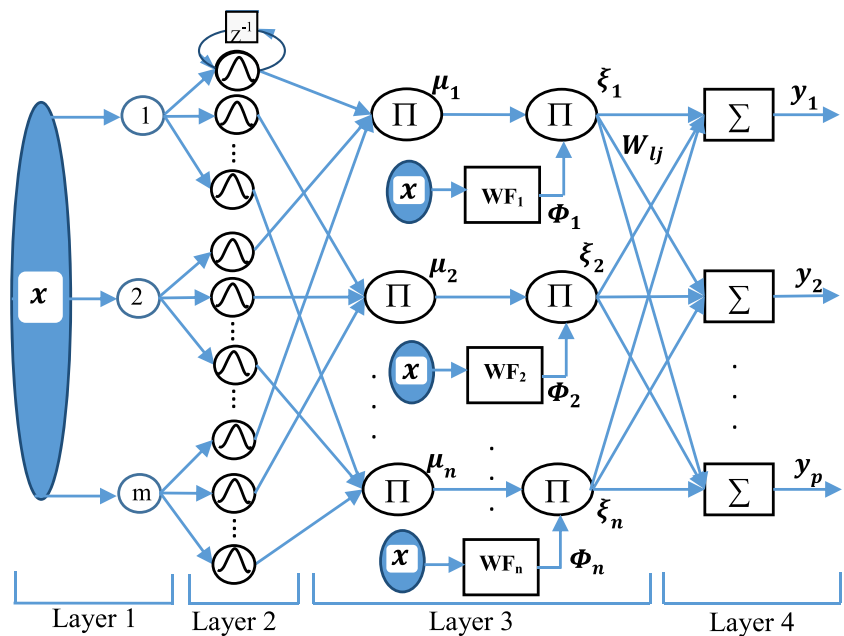 Z⁻¹
μ₁ ξ₁ y₁
1 Π Π Σ
W_lj
x WF₁ Φ₁
x 2 μ₂ ξ₂ y₂
Π Π Σ
x WF₂ Φ₂
m μₙ y_p
Π Π Σ
ξₙ
x WFₙ Φₙ
Layer 1 Layer 2 Layer 3 Layer 4